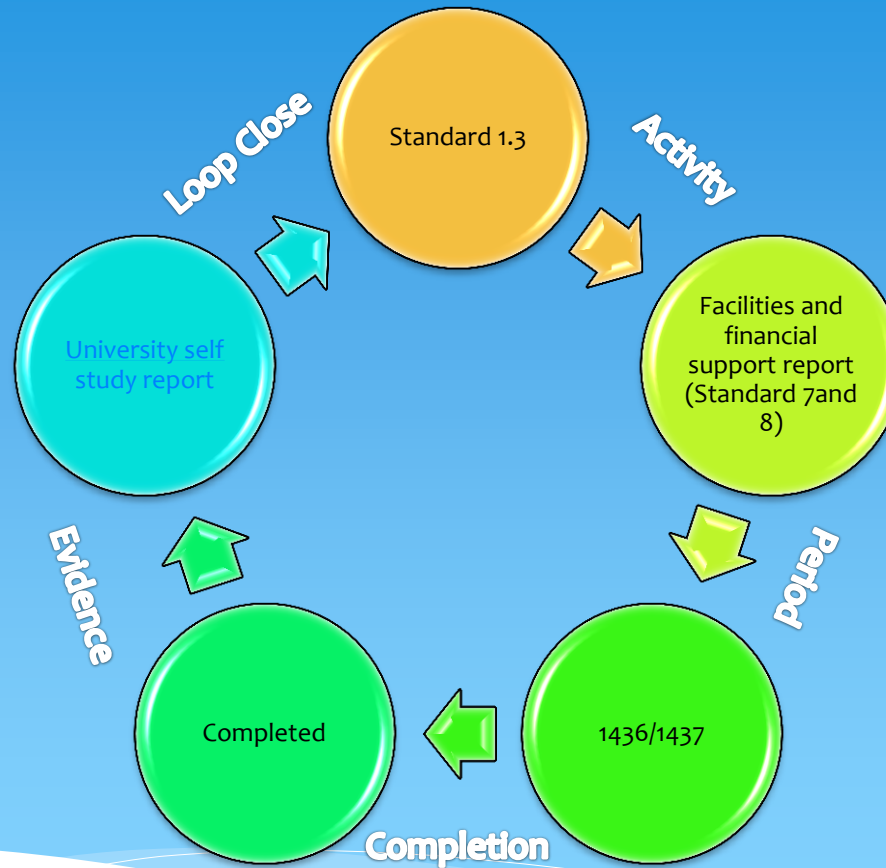 Standard 1.3
Activity
Facilities and
financial
support report
(Standard 7and
8)
Period
1436/1437
Completion
Completed
Evidence
University self
study report
Loop Close